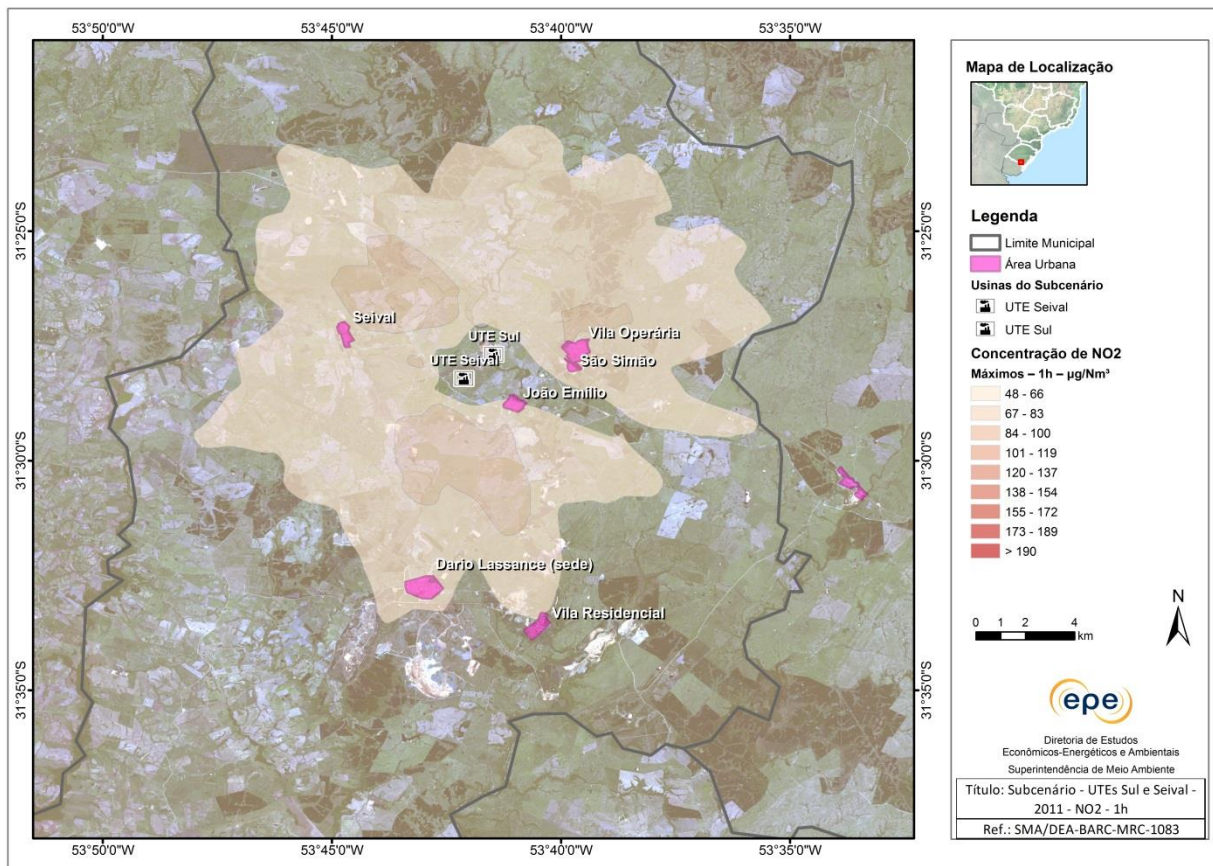 53°50'0"W
53°45'0"W
53°40'0"W
53°35'0"W
31°25'0"S
31°30'0"S
31°35'0"S
31°25'0"S
31°30'0"S
31°35'0"S
Seival
UTE Sul
UTE Seival
Vila Operária
São Simão
João Emílio
Dario Lassance (sede)
Vila Residencial
53°50'0"W
53°45'0"W
53°40'0"W
53°35'0"W
Mapa de Localização
Legenda
Limite Municipal
Área Urbana
Usinas do Subcenário
UTE Seival
UTE Sul
Concentração de NO2
Máximos – 1h – µg/Nm³
48 - 66
67 - 83
84 - 100
101 - 119
120 - 137
138 - 154
155 - 172
173 - 189
> 190
N
0 1 2 4
km
epe
Diretoria de Estudos
Econômicos-Energéticos e Ambientais
Superintendência de Meio Ambiente
Título: Subcenário - UTEs Sul e Seival -
2011 - NO2 - 1h
Ref.: SMA/DEA-BARC-MRC-1083